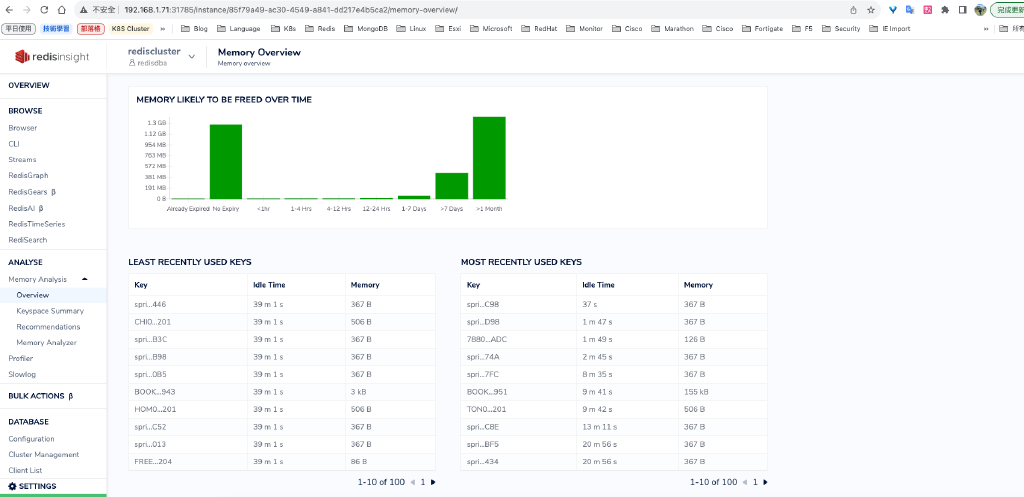 不安全 | 192.168.1.71:31785/instance/85f79a49-ac30-4549-a841-dd217e4b5ca2/memory-overview/
完成更新
平日使用 技術學習 部落格 K8S Cluster » Blog Language K8s Redis MongoDB Linux Esxi Microsoft RedHat Monitor Cisco Marathon Cisco Fortigate F5 Security IE Import » 所有
redisinsight
rediscluster
redisdba
Memory Overview
Memory overview
OVERVIEW
BROWSE
Browser
CLI
Streams
RedisGraph
RedisGears β
RedisAI β
RedisTimeSeries
RediSearch
ANALYSE
Memory Analysis
Overview
Keyspace Summary
Recommendations
Memory Analyzer
Profiler
Slowlog
BULK ACTIONS β
DATABASE
Configuration
Cluster Management
Client List
SETTINGS
MEMORY LIKELY TO BE FREED OVER TIME
1.3 GB
1.12 GB
954 MB
763 MB
572 MB
381 MB
191 MB
0 B
Already Expired No Expiry <1hr 1-4 Hrs 4-12 Hrs 12-24 Hrs 1-7 Days >7 Days >1 Month
LEAST RECENTLY USED KEYS
Key Idle Time Memory
spri...446 39 m 1 s 367 B
CHIO...201 39 m 1 s 506 B
spri...B3C 39 m 1 s 367 B
spri...B98 39 m 1 s 367 B
spri...0B5 39 m 1 s 367 B
BOOK...943 39 m 1 s 3 kB
HOMO...201 39 m 1 s 506 B
spri...C52 39 m 1 s 367 B
spri...013 39 m 1 s 367 B
FREE...204 39 m 1 s 86 B
1-10 of 100 1
MOST RECENTLY USED KEYS
Key Idle Time Memory
spri...C98 37 s 367 B
spri...D98 1 m 47 s 367 B
7880...ADC 1 m 49 s 126 B
spri...74A 2 m 45 s 367 B
spri...7FC 8 m 35 s 367 B
BOOK...951 9 m 41 s 155 kB
TONO...201 9 m 42 s 506 B
spri...C8E 13 m 11 s 367 B
spri...BF5 20 m 56 s 367 B
spri...434 20 m 56 s 367 B
1-10 of 100 1